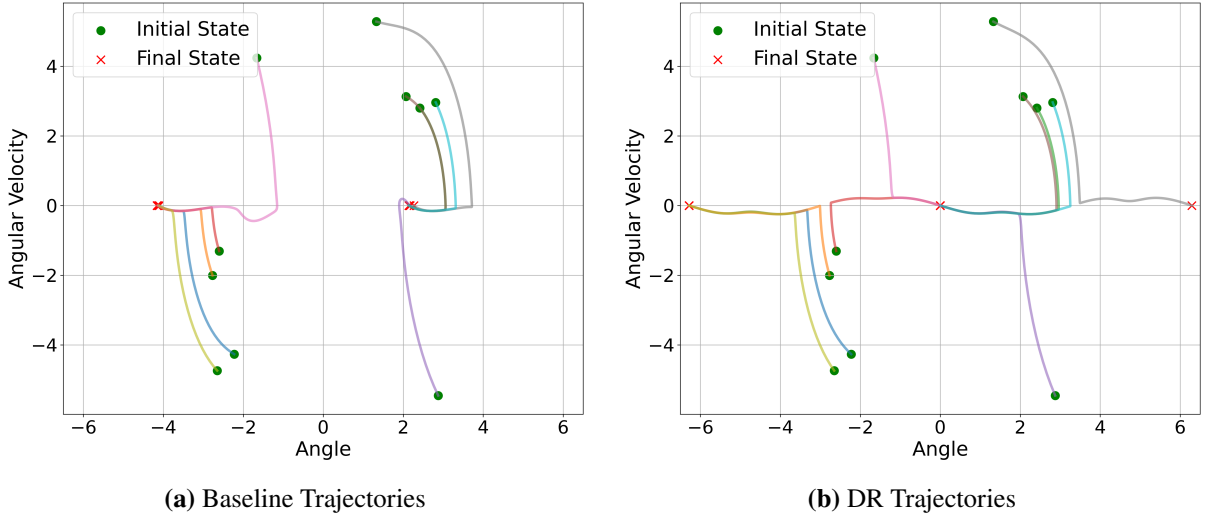 Initial State
Final State
4
2
0
−2
−4
Angular Velocity
−6
−4
−2
0
2
4
6
Angle
(a) Baseline Trajectories
Initial State
Final State
4
2
0
−2
−4
Angular Velocity
−6
−4
−2
0
2
4
6
Angle
(b) DR Trajectories